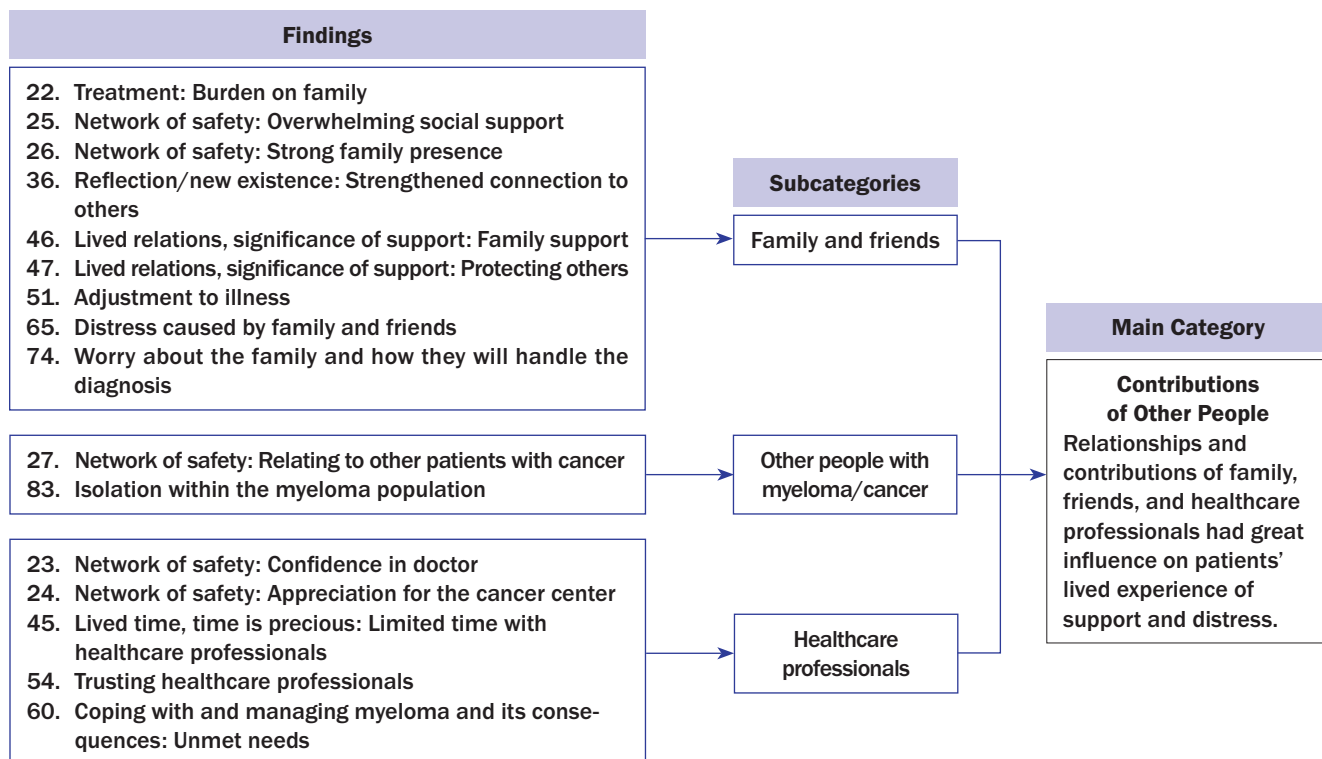 Findings
22. Treatment: Burden on family
25. Network of safety: Overwhelming social support
26. Network of safety: Strong family presence
36. Reflection/new existence: Strengthened connection to
others
46. Lived relations, significance of support: Family support
47. Lived relations, significance of support: Protecting others
51. Adjustment to illness
65. Distress caused by family and friends
74. Worry about the family and how they will handle the
diagnosis
27. Network of safety: Relating to other patients with cancer
83. Isolation within the myeloma population
23. Network of safety: Confidence in doctor
24. Network of safety: Appreciation for the cancer center
45. Lived time, time is precious: Limited time with
healthcare professionals
54. Trusting healthcare professionals
60. Coping with and managing myeloma and its conse-
quences: Unmet needs
Subcategories
Family and friends
Other people with
myeloma/cancer
Healthcare
professionals
Main Category
Contributions
of Other People
Relationships and
contributions of family,
friends, and healthcare
professionals had great
influence on patients’
lived experience of
support and distress.